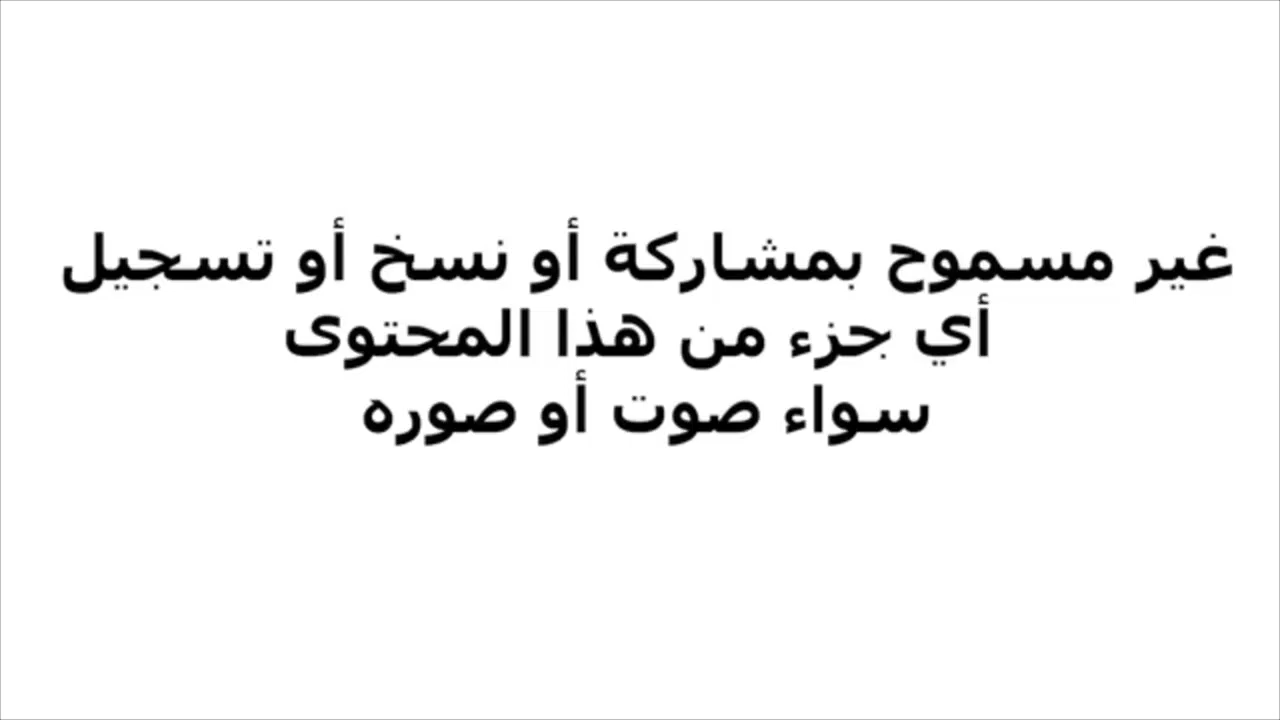 غير مسموح بمشاركة أو نسخ أو تسجيل
أي جزء من هذا المحتوى
سواء صوت أو صوره